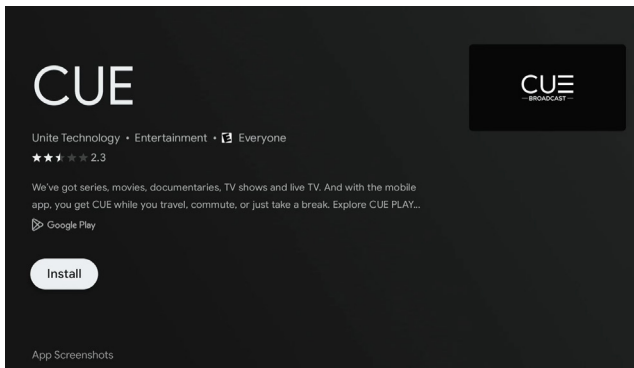 CUE
CUE
BROADCAST
Unite Technology • Entertainment • E Everyone
2.3
We've got series, movies, documentaries, TV shows and live TV. And with the mobile
app, you get CUE while you travel, commute, or just take a break. Explore CUE PLAY...
Google Play
Install
App Screenshots